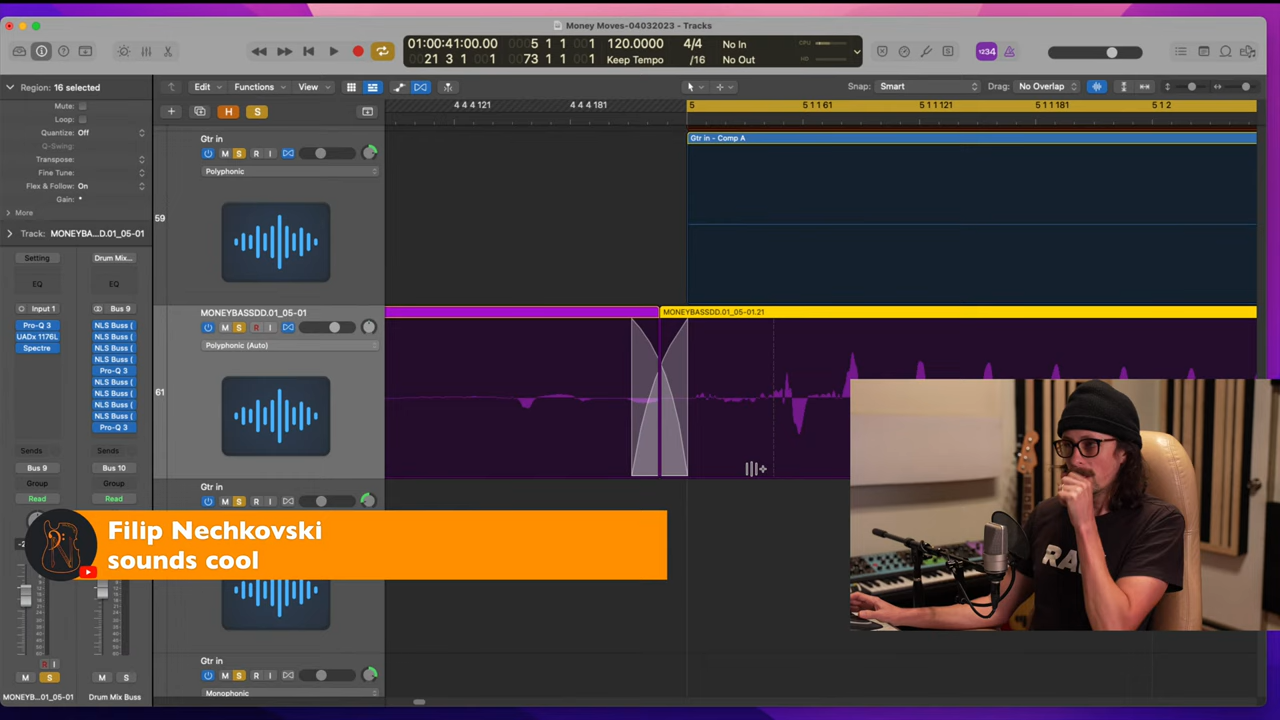 Money Moves-04032023 - Tracks
01:00:41:00.00
005 1 1 001
120.0000
4/4
No In
CPU
0021 3 1 001
0073 1 1 001
Keep Tempo
/16
No Out
1234
Region: 16 selected
Edit
Functions
View
Snap: Smart
Drag: No Overlap
Mute:
Loop:
Quantize: Off
Q-Swing:
Transpose:
Fine Tune:
Flex & Follow: On
Gain:
More
Track: MONEYBA...D.01_05-01
H
S
4 4 4 121
4 4 4 181
5
5 1 1 61
5 1 1 121
5 1 1 181
5 1 2
Gtr in
M S R I
Polyphonic
59
Gtr in - Comp A
Setting
Drum Mix...
EQ
EQ
Input 1
Bus 9
Pro-Q 3
UADx 1176L
Spectre
NLS Buss (
NLS Buss (
NLS Buss (
NLS Buss (
Pro-Q 3
NLS Buss (
NLS Buss (
NLS Buss (
NLS Buss (
Pro-Q 3
Sends
Sends
Bus 9
Bus 10
Group
Group
Read
Read
MONEYBASSDD.01_05-01
M S R I
Polyphonic (Auto)
61
MONEYBASSDD.01_05-01.21
Gtr in
M S R I
Filip Nechkovski
sounds cool
Gtr in
M S R I
Monophonic
R I
M S
M S
MONEYB...01_05-01
Drum Mix Buss